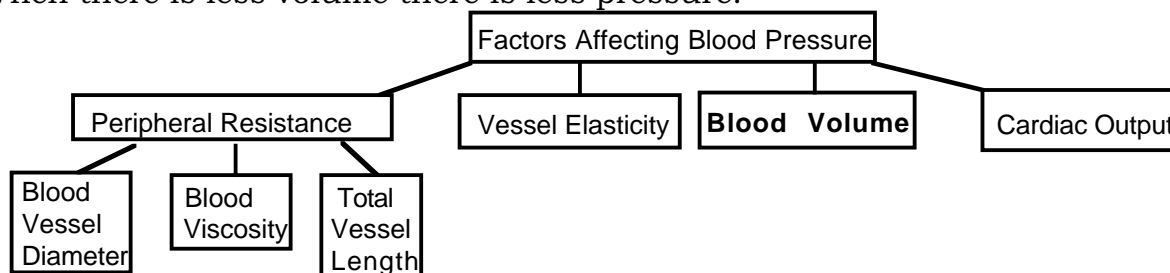 when there is less volume there is less pressure.
Factors Affecting Blood Pressure
Peripheral Resistance
Vessel Elasticity
Blood Volume
Cardiac Output
Blood
Vessel
Diameter
Blood
Viscosity
Total
Vessel
Length